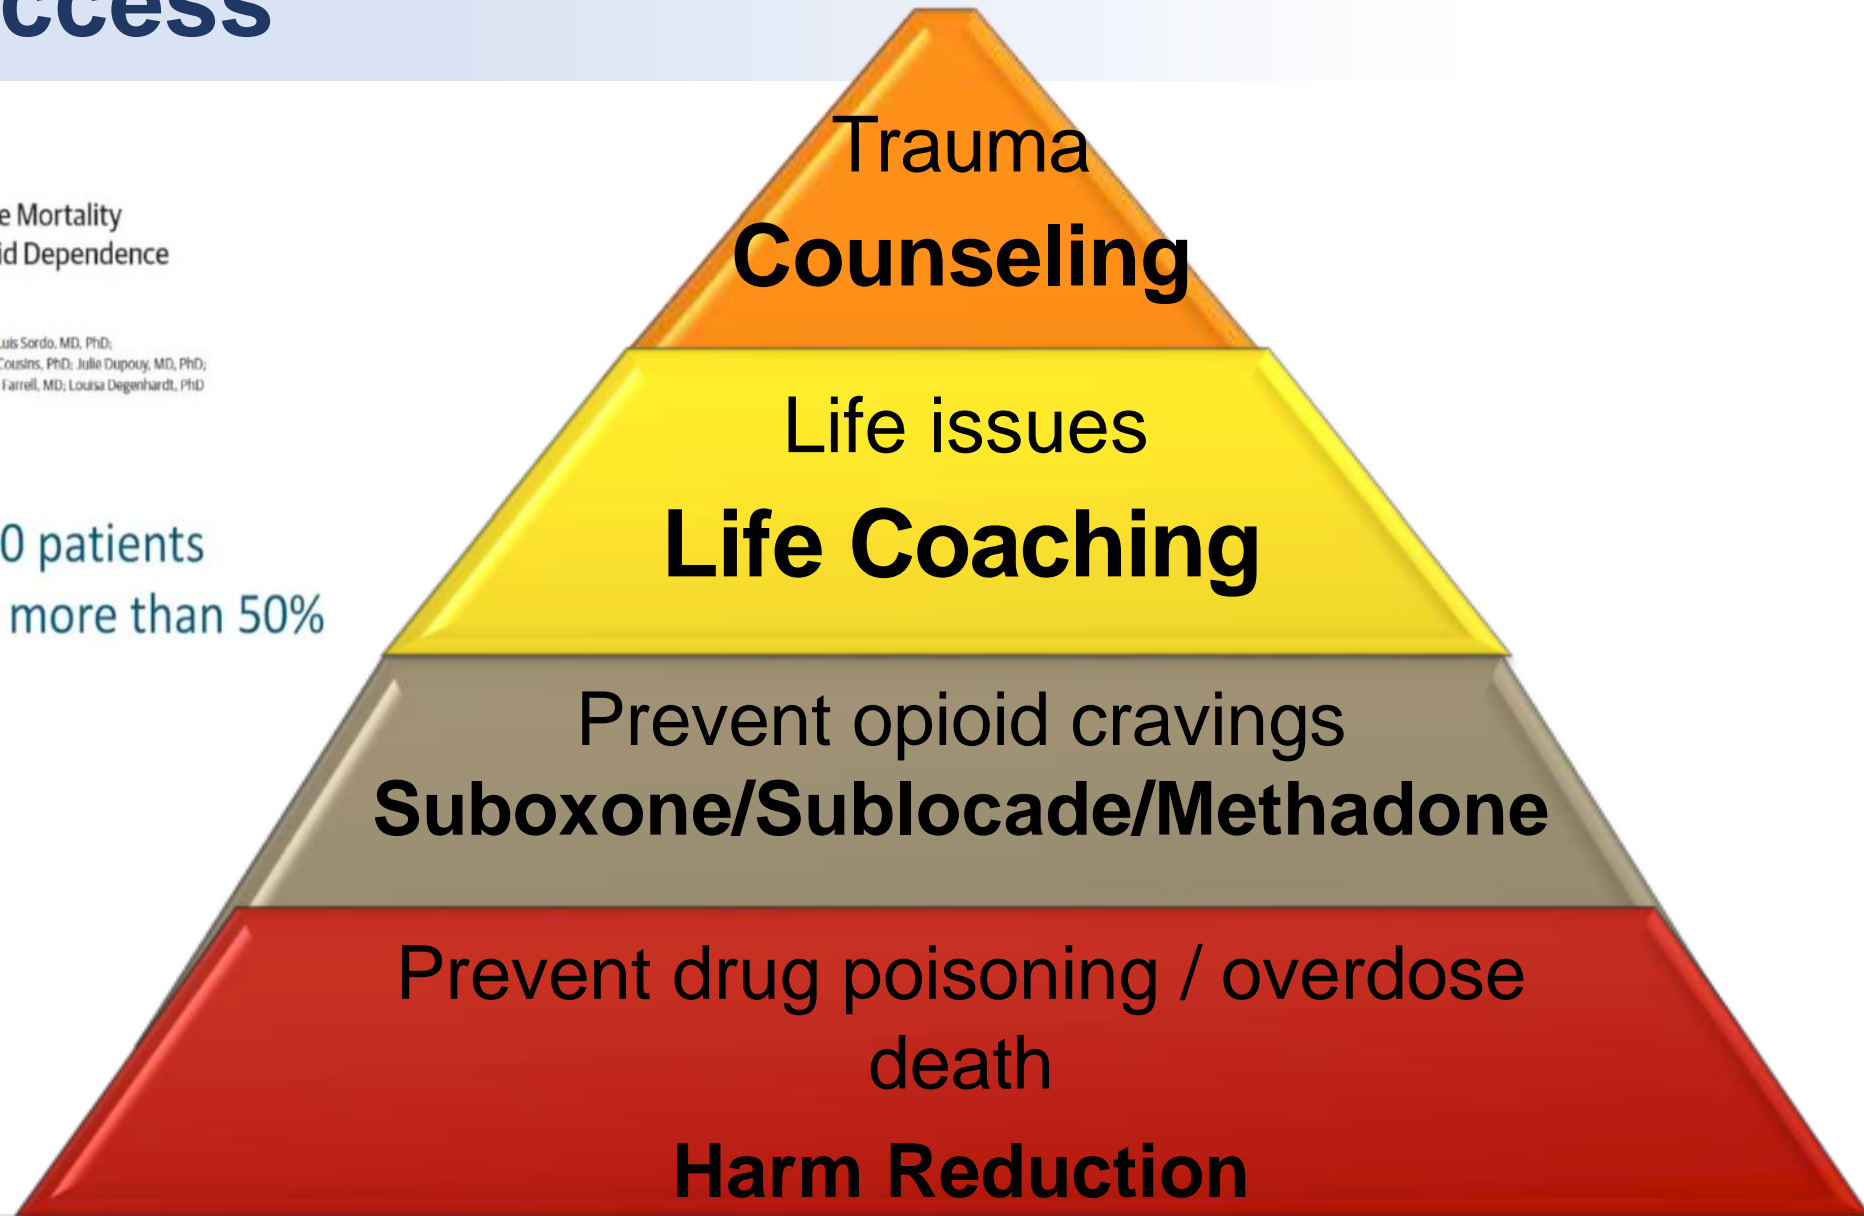 ccess
e Mortality
id Dependence
uis Sordo, MD, PhD;
Cousins, PhD; Julie Dupouy, MD, PhD;
Farrell, MD; Louisa Degenhardt, PhD
0 patients
more than 50%
Trauma
Counseling
Life issues
Life Coaching
Prevent opioid cravings
Suboxone/Sublocade/Methadone
Prevent drug poisoning / overdose
death
Harm Reduction